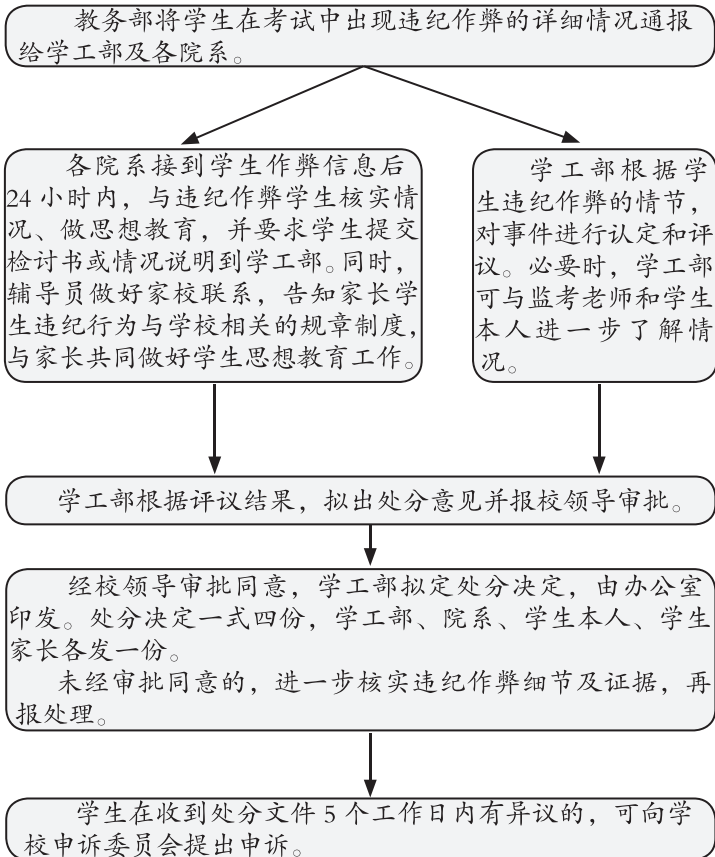 教务部将学生在考试中出现违纪作弊的详细情况通报
给学工部及各院系。
各院系接到学生作弊信息后
24 小时内，与违纪作弊学生核实情
况、做思想教育，并要求学生提交
检讨书或情况说明到学工部。同时，
辅导员做好家校联系，告知家长学
生违纪行为与学校相关的规章制度，
与家长共同做好学生思想教育工作。
学工部根据学
生违纪作弊的情节，
对事件进行认定和评
议。必要时，学工部
可与监考老师和学生
本人进一步了解情
况。
学工部根据评议结果，拟出处分意见并报校领导审批。
经校领导审批同意，学工部拟定处分决定，由办公室
印发。处分决定一式四份，学工部、院系、学生本人、学生
家长各发一份。
未经审批同意的，进一步核实违纪作弊细节及证据，再
报处理。
学生在收到处分文件 5 个工作日内有异议的，可向学
校申诉委员会提出申诉。